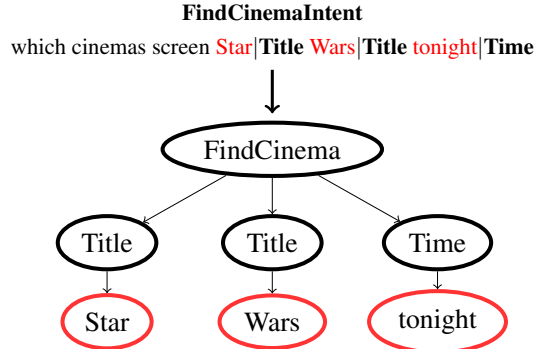 FindCinemaIntent
which cinemas screen Star|Title Wars|Title tonight|Time
FindCinema
Title Title Time
Star Wars tonight